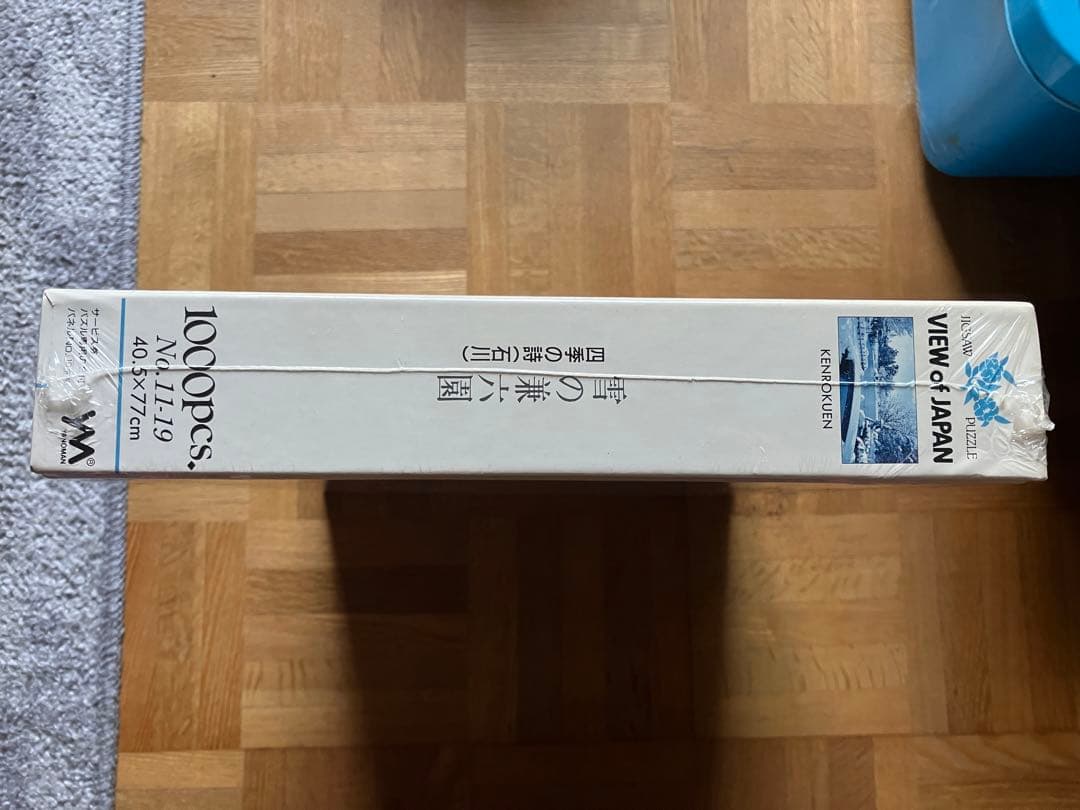 JIGSAW PUZZLE
VIEW of JAPAN
KENROKUEN
四季の詩(石川)
雪の兼六園
1000pcs.
No.11-19
40.5×77cm